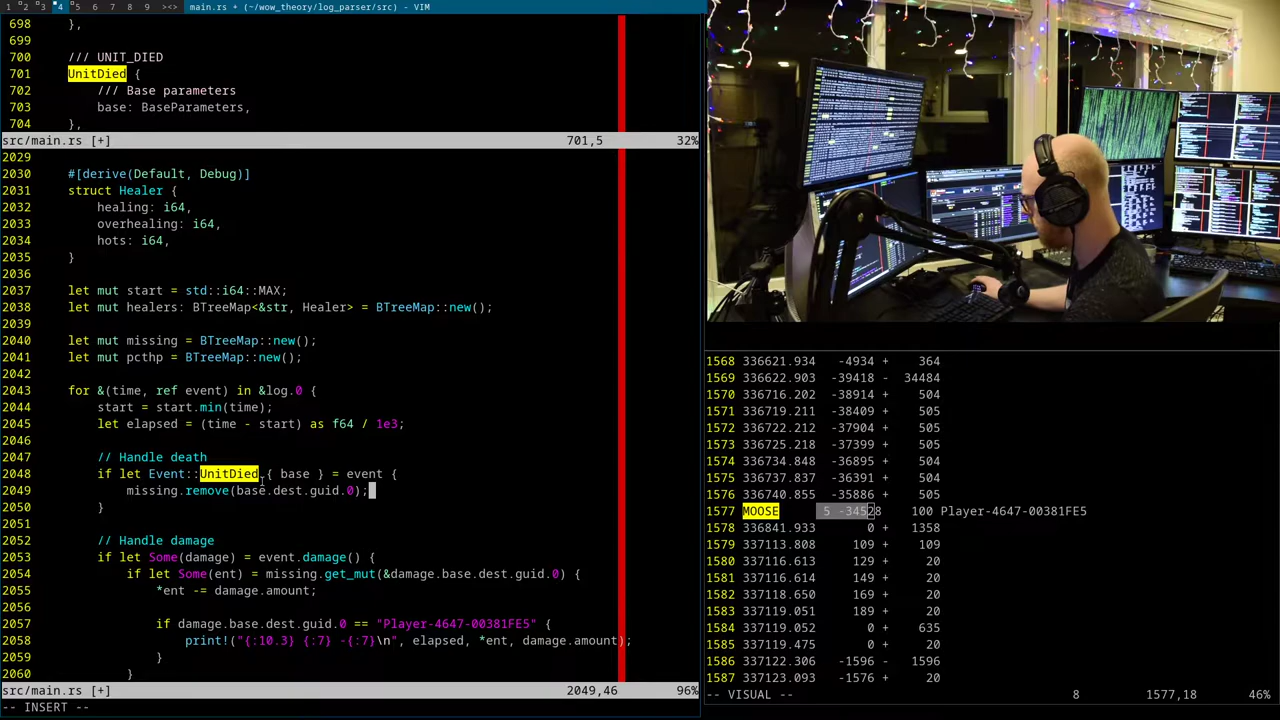 1 2 3 4 5 6 7 8 9 ><> main.rs + (~/wow_theory/log_parser/src) - VIM
698 },
699
700 /// UNIT_DIED
701 UnitDied {
702 /// Base parameters
703 base: BaseParameters,
704 },
src/main.rs [+] 701,5 32%
2029
2030 #[derive(Default, Debug)]
2031 struct Healer {
2032 healing: i64,
2033 overhealing: i64,
2034 hots: i64,
2035 }
2036
2037 let mut start = std::i64::MAX;
2038 let mut healers: BTreeMap<&str, Healer> = BTreeMap::new();
2039
2040 let mut missing = BTreeMap::new();
2041 let mut pcthp = BTreeMap::new();
2042
2043 for &(time, ref event) in &log.0 {
2044 start = start.min(time);
2045 let elapsed = (time - start) as f64 / 1e3;
2046
2047 // Handle death
2048 if let Event::UnitDied { base } = event {
2049 missing.remove(base.dest.guid.0);
2050 }
2051
2052 // Handle damage
2053 if let Some(damage) = event.damage() {
2054 if let Some(ent) = missing.get_mut(&damage.base.dest.guid.0) {
2055 *ent -= damage.amount;
2056
2057 if damage.base.dest.guid.0 == "Player-4647-00381FE5" {
2058 print!("{:10.3} {:7} -{:7}\n", elapsed, *ent, damage.amount);
2059 }
2060 }
src/main.rs [+] 2049,46 96%
-- INSERT --
1568 336621.934 -4934 + 364
1569 336622.903 -39418 - 34484
1570 336716.202 -38914 + 504
1571 336719.211 -38409 + 505
1572 336722.212 -37904 + 505
1573 336725.218 -37399 + 505
1574 336734.848 -36895 + 504
1575 336737.837 -36391 + 504
1576 336740.855 -35886 + 505
1577 MOOSE 5 -34528 100 Player-4647-00381FE5
1578 336841.933 0 + 1358
1579 337113.808 109 + 109
1580 337116.613 129 + 20
1581 337116.614 149 + 20
1582 337118.650 169 + 20
1583 337119.051 189 + 20
1584 337119.052 0 + 635
1585 337119.475 0 + 20
1586 337122.306 -1596 - 1596
1587 337123.093 -1576 + 20
-- VISUAL -- 8 1577,18 46%